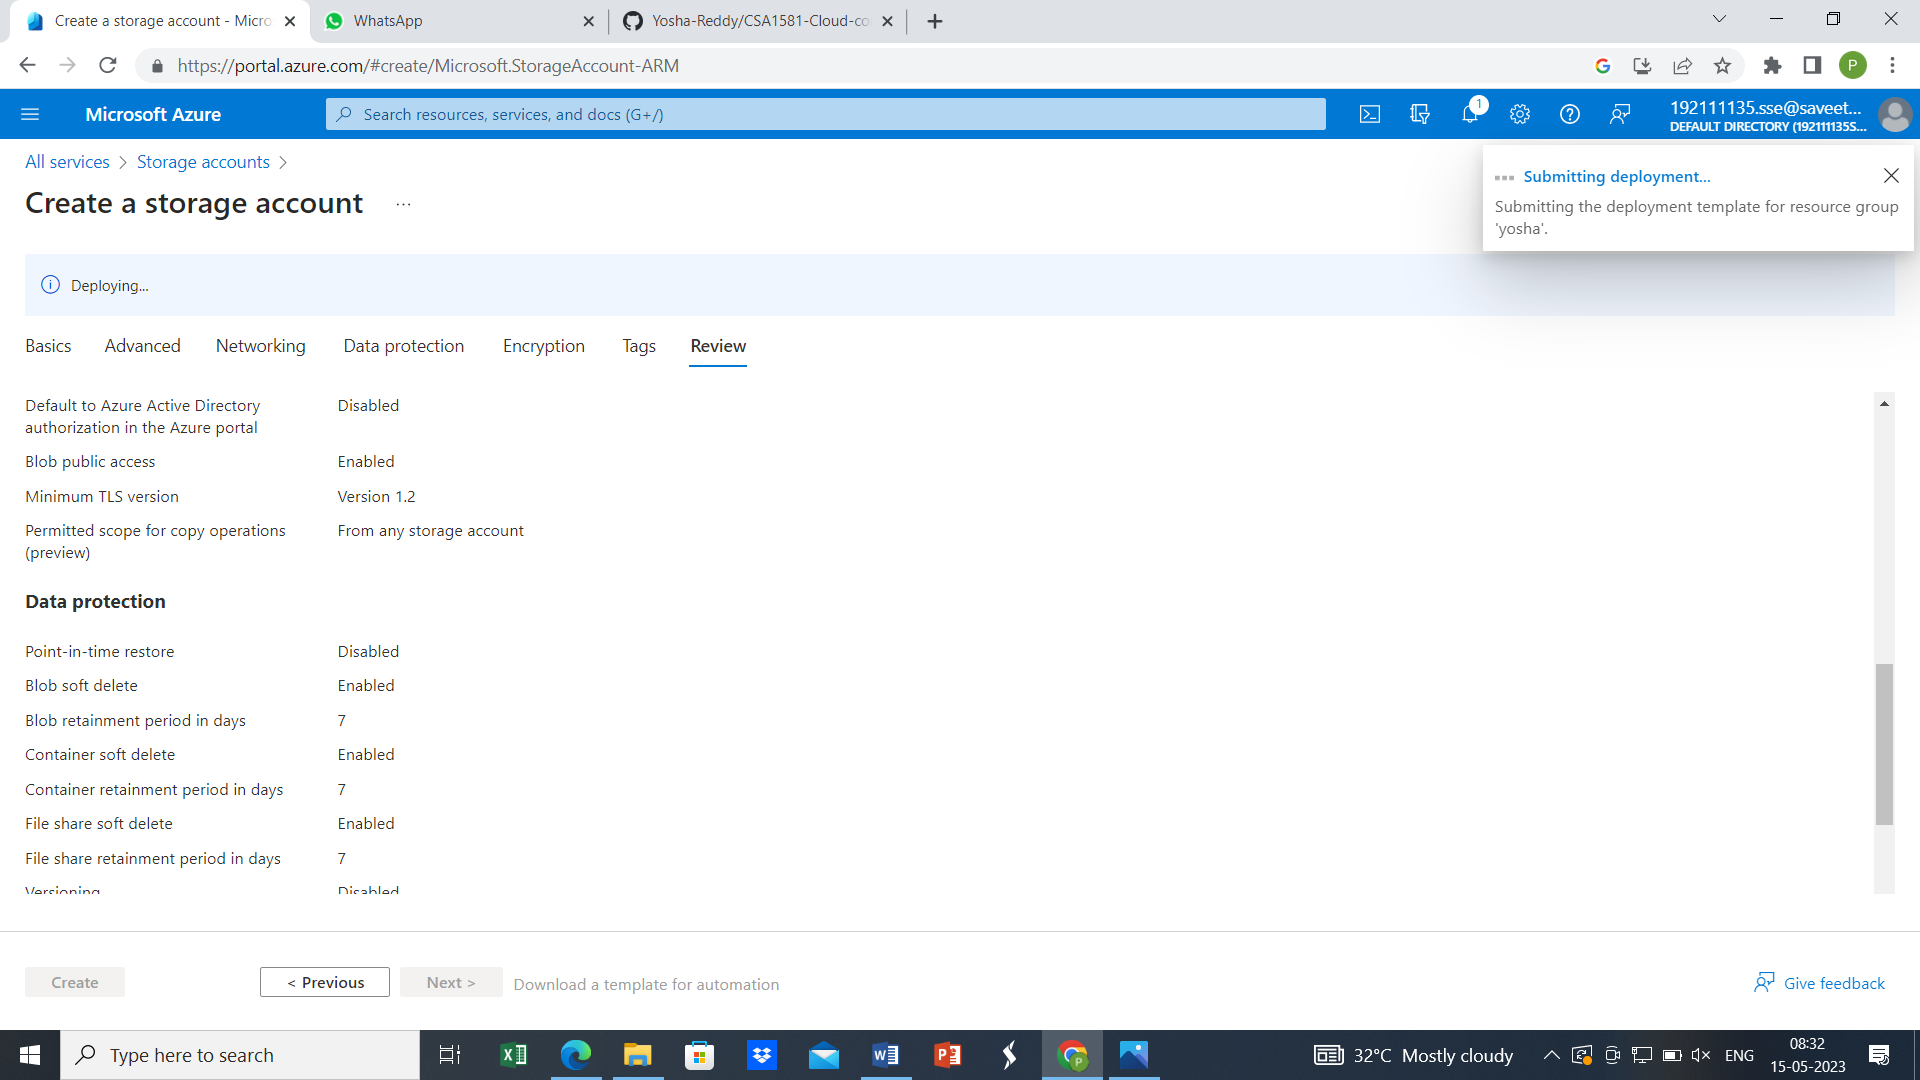 Create a storage account - Micro
WhatsApp
Yosha-Reddy/CSA1581-Cloud-co
https://portal.azure.com/#create/Microsoft.StorageAccount-ARM
P
Microsoft Azure
Search resources, services, and docs (G+/)
1
192111135.sse@saveet...
DEFAULT DIRECTORY (192111135S...
All services > Storage accounts >
Create a storage account ...
Submitting deployment...
Submitting the deployment template for resource group
'yosha'.
Deploying...
Basics Advanced Networking Data protection Encryption Tags Review
Default to Azure Active Directory
authorization in the Azure portal
Disabled
Blob public access Enabled
Minimum TLS version Version 1.2
Permitted scope for copy operations
(preview)
From any storage account
Data protection
Point-in-time restore Disabled
Blob soft delete Enabled
Blob retainment period in days 7
Container soft delete Enabled
Container retainment period in days 7
File share soft delete Enabled
File share retainment period in days 7
Versioning Disabled
Create < Previous Next > Download a template for automation
Give feedback
Type here to search
32°C Mostly cloudy
ENG
08:32
15-05-2023